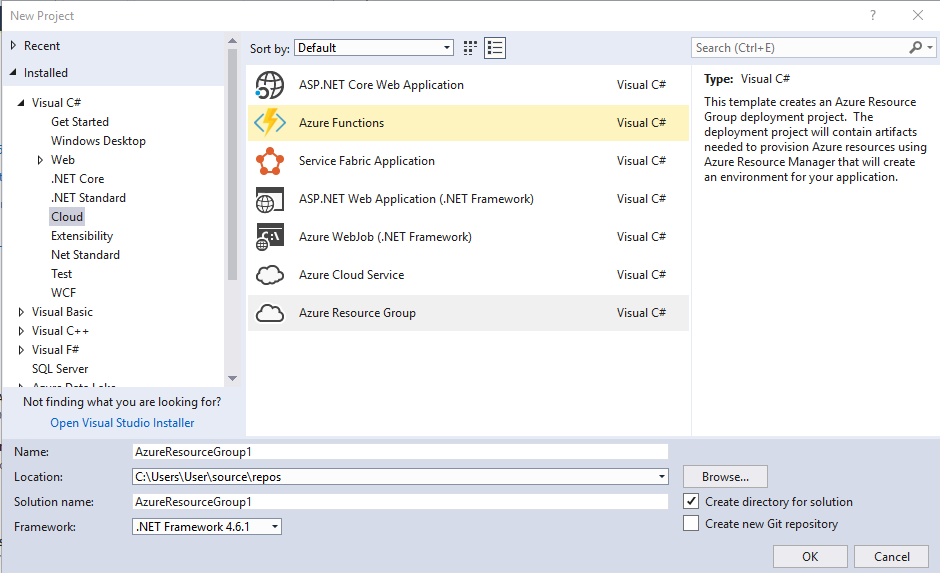 New Project
?
Recent
Installed
Visual C#
Get Started
Windows Desktop
Web
.NET Core
.NET Standard
Cloud
Extensibility
Net Standard
Test
WCF
Visual Basic
Visual C++
Visual F#
SQL Server
Azure Data Lake
Not finding what you are looking for?
Open Visual Studio Installer
Sort by: Default
ASP.NET Core Web Application Visual C#
Azure Functions Visual C#
Service Fabric Application Visual C#
ASP.NET Web Application (.NET Framework) Visual C#
Azure WebJob (.NET Framework) Visual C#
Azure Cloud Service Visual C#
Azure Resource Group Visual C#
Search (Ctrl+E)
Type: Visual C#
This template creates an Azure Resource
Group deployment project. The
deployment project will contain artifacts
needed to provision Azure resources using
Azure Resource Manager that will create
an environment for your application.
Name: AzureResourceGroup1
Location: C:\Users\User\source\repos
Browse...
Solution name: AzureResourceGroup1
Create directory for solution
Framework: .NET Framework 4.6.1
Create new Git repository
OK Cancel